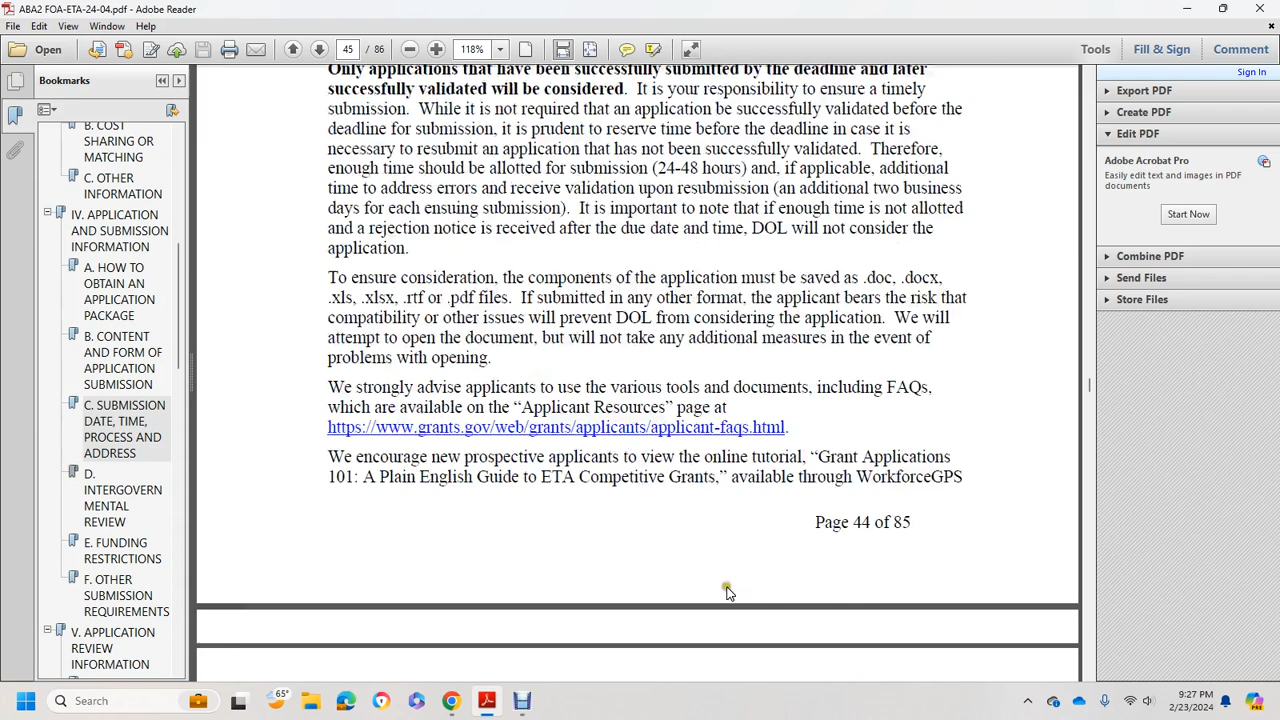 ABA2 FOA-ETA-24-04.pdf - Adobe Reader
File Edit View Window Help
Open 45 / 86 118% Tools Fill & Sign Comment
Bookmarks
B. COST
SHARING OR
MATCHING
C. OTHER
INFORMATION
IV. APPLICATION
AND SUBMISSION
INFORMATION
A. HOW TO
OBTAIN AN
APPLICATION
PACKAGE
B. CONTENT
AND FORM OF
APPLICATION
SUBMISSION
C. SUBMISSION
DATE, TIME,
PROCESS AND
ADDRESS
D.
INTERGOVERN
MENTAL
REVIEW
E. FUNDING
RESTRICTIONS
F. OTHER
SUBMISSION
REQUIREMENTS
V. APPLICATION
REVIEW
INFORMATION
Only applications that have been successfully submitted by the deadline and later
successfully validated will be considered. It is your responsibility to ensure a timely
submission. While it is not required that an application be successfully validated before the
deadline for submission, it is prudent to reserve time before the deadline in case it is
necessary to resubmit an application that has not been successfully validated. Therefore,
enough time should be allotted for submission (24-48 hours) and, if applicable, additional
time to address errors and receive validation upon resubmission (an additional two business
days for each ensuing submission). It is important to note that if enough time is not allotted
and a rejection notice is received after the due date and time, DOL will not consider the
application.
To ensure consideration, the components of the application must be saved as .doc, .docx,
.xls, .xlsx, .rtf or .pdf files. If submitted in any other format, the applicant bears the risk that
compatibility or other issues will prevent DOL from considering the application. We will
attempt to open the document, but will not take any additional measures in the event of
problems with opening.
We strongly advise applicants to use the various tools and documents, including FAQs,
which are available on the “Applicant Resources” page at
https://www.grants.gov/web/grants/applicants/applicant-faqs.html.
We encourage new prospective applicants to view the online tutorial, “Grant Applications
101: A Plain English Guide to ETA Competitive Grants,” available through WorkforceGPS
Page 44 of 85
Sign In
Export PDF
Create PDF
Edit PDF
Adobe Acrobat Pro
Easily edit text and images in PDF
documents
Start Now
Combine PDF
Send Files
Store Files
Search
65°
9:27 PM
2/23/2024